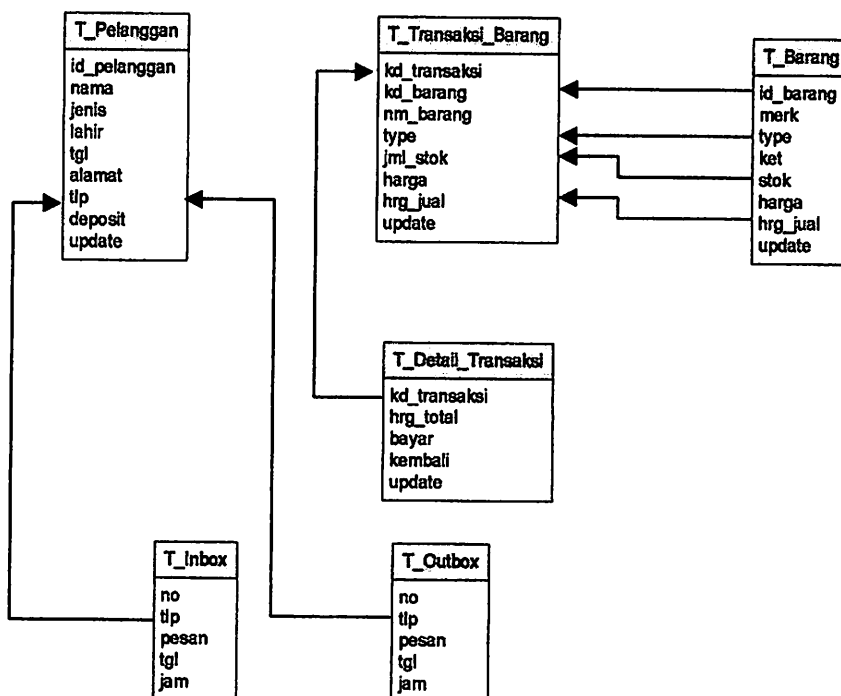 T_Pelanggan
id_pelanggan
nama
jenis
lahir
tgl
alamat
tlp
deposit
update
T_Transaksi_Barang
kd_transaksi
kd_barang
nm_barang
type
jml_stok
harga
hrg_jual
update
T_Barang
id_barang
merk
type
ket
stok
harga
hrg_jual
update
T_Detail_Transaksi
kd_transaksi
hrg_total
bayar
kembali
update
T_Inbox
no
tlp
pesan
tgl
jam
T_Outbox
no
tlp
pesan
tgl
jam